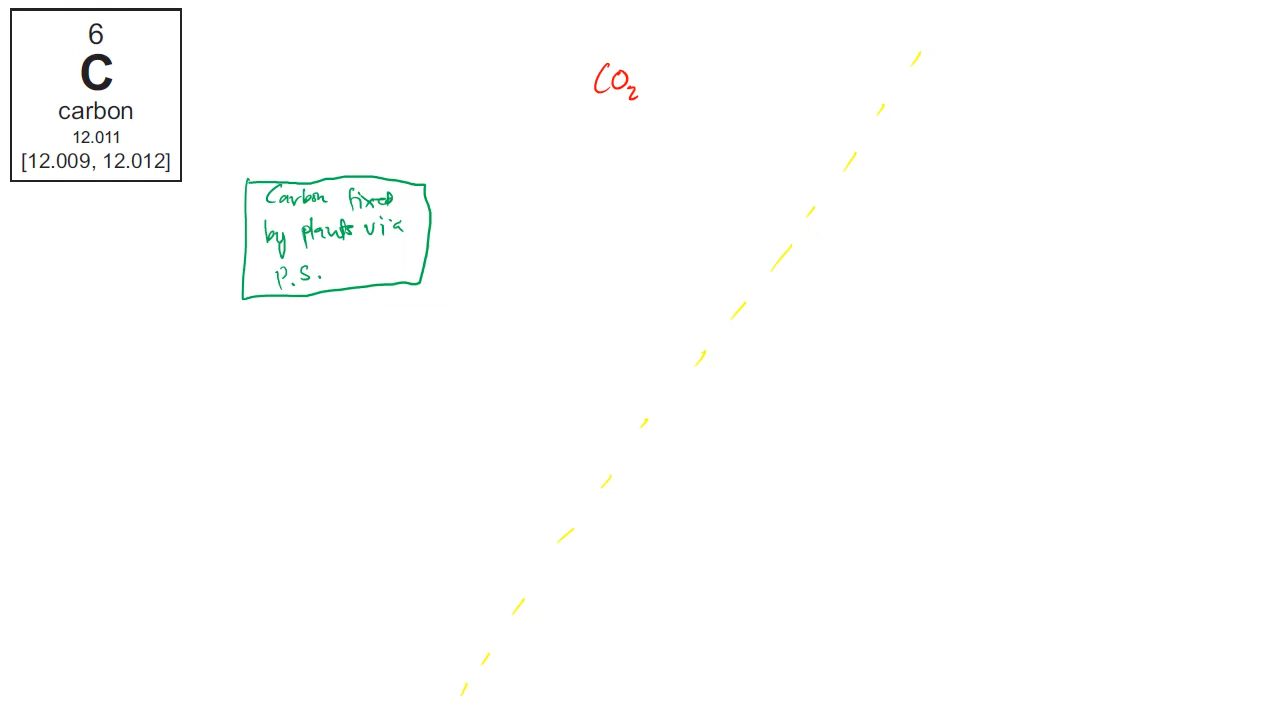 6
C
carbon
12.011
[12.009, 12.012]
CO₂
Carbon fixed
by plants via
P.S.